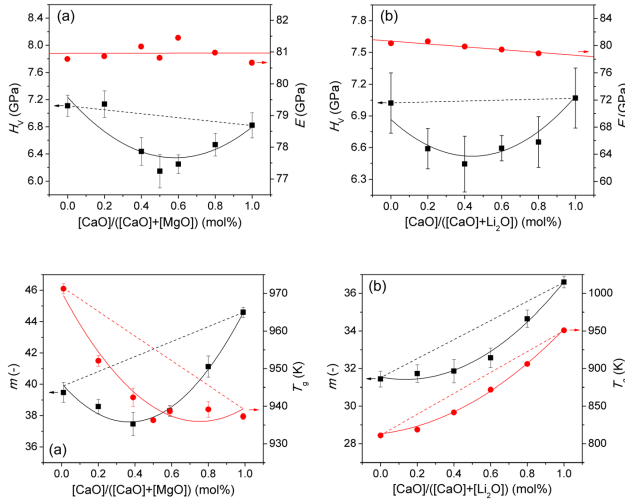 (a)
8.4
8.0
7.6
7.2
6.8
6.4
6.0
H_V (GPa)
82
81
80
79
78
77
E (GPa)
0.0 0.2 0.4 0.6 0.8 1.0
[CaO]/([CaO]+[MgO]) (mol%)
(b)
7.8
7.5
7.2
6.9
6.6
6.3
H_V (GPa)
84
80
76
72
68
64
60
E (GPa)
0.0 0.2 0.4 0.6 0.8 1.0
[CaO]/([CaO]+Li₂O]) (mol%)
46
44
42
40
38
36
m (-)
970
960
950
940
930
T_g (K)
(a)
0.0 0.2 0.4 0.6 0.8 1.0
[CaO]/([CaO]+[MgO]) (mol%)
(b)
36
34
32
30
28
m (-)
1000
950
900
850
800
0.0 0.2 0.4 0.6 0.8 1.0
[CaO]/([CaO]+[Li₂O]) (mol%)